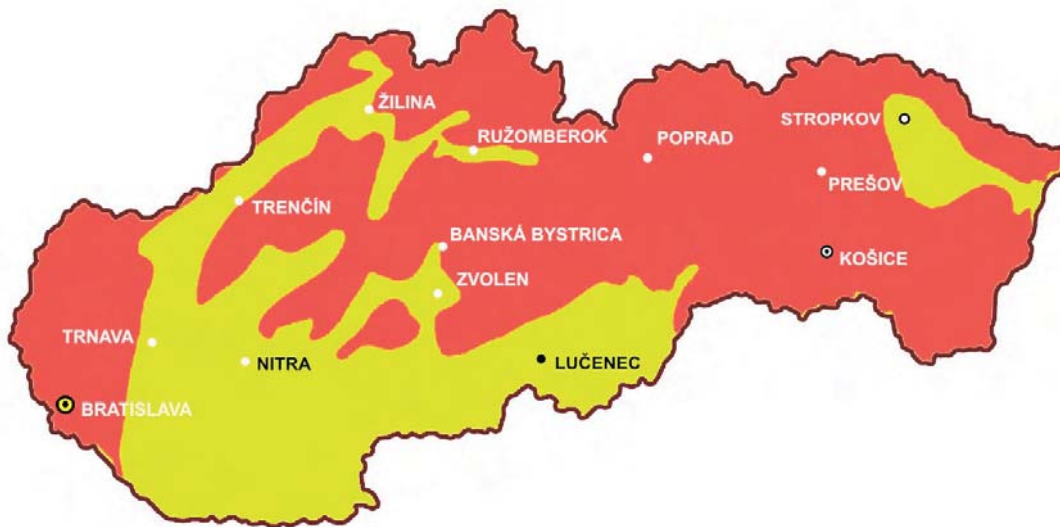 ŽILINA
RUŽOMBEROK
POPRAD
STROPKOV
PREŠOV
TRENČÍN
BANSKÁ BYSTRICA
KOŠICE
ZVOLEN
TRNAVA
NITRA
LUČENEC
BRATISLAVA